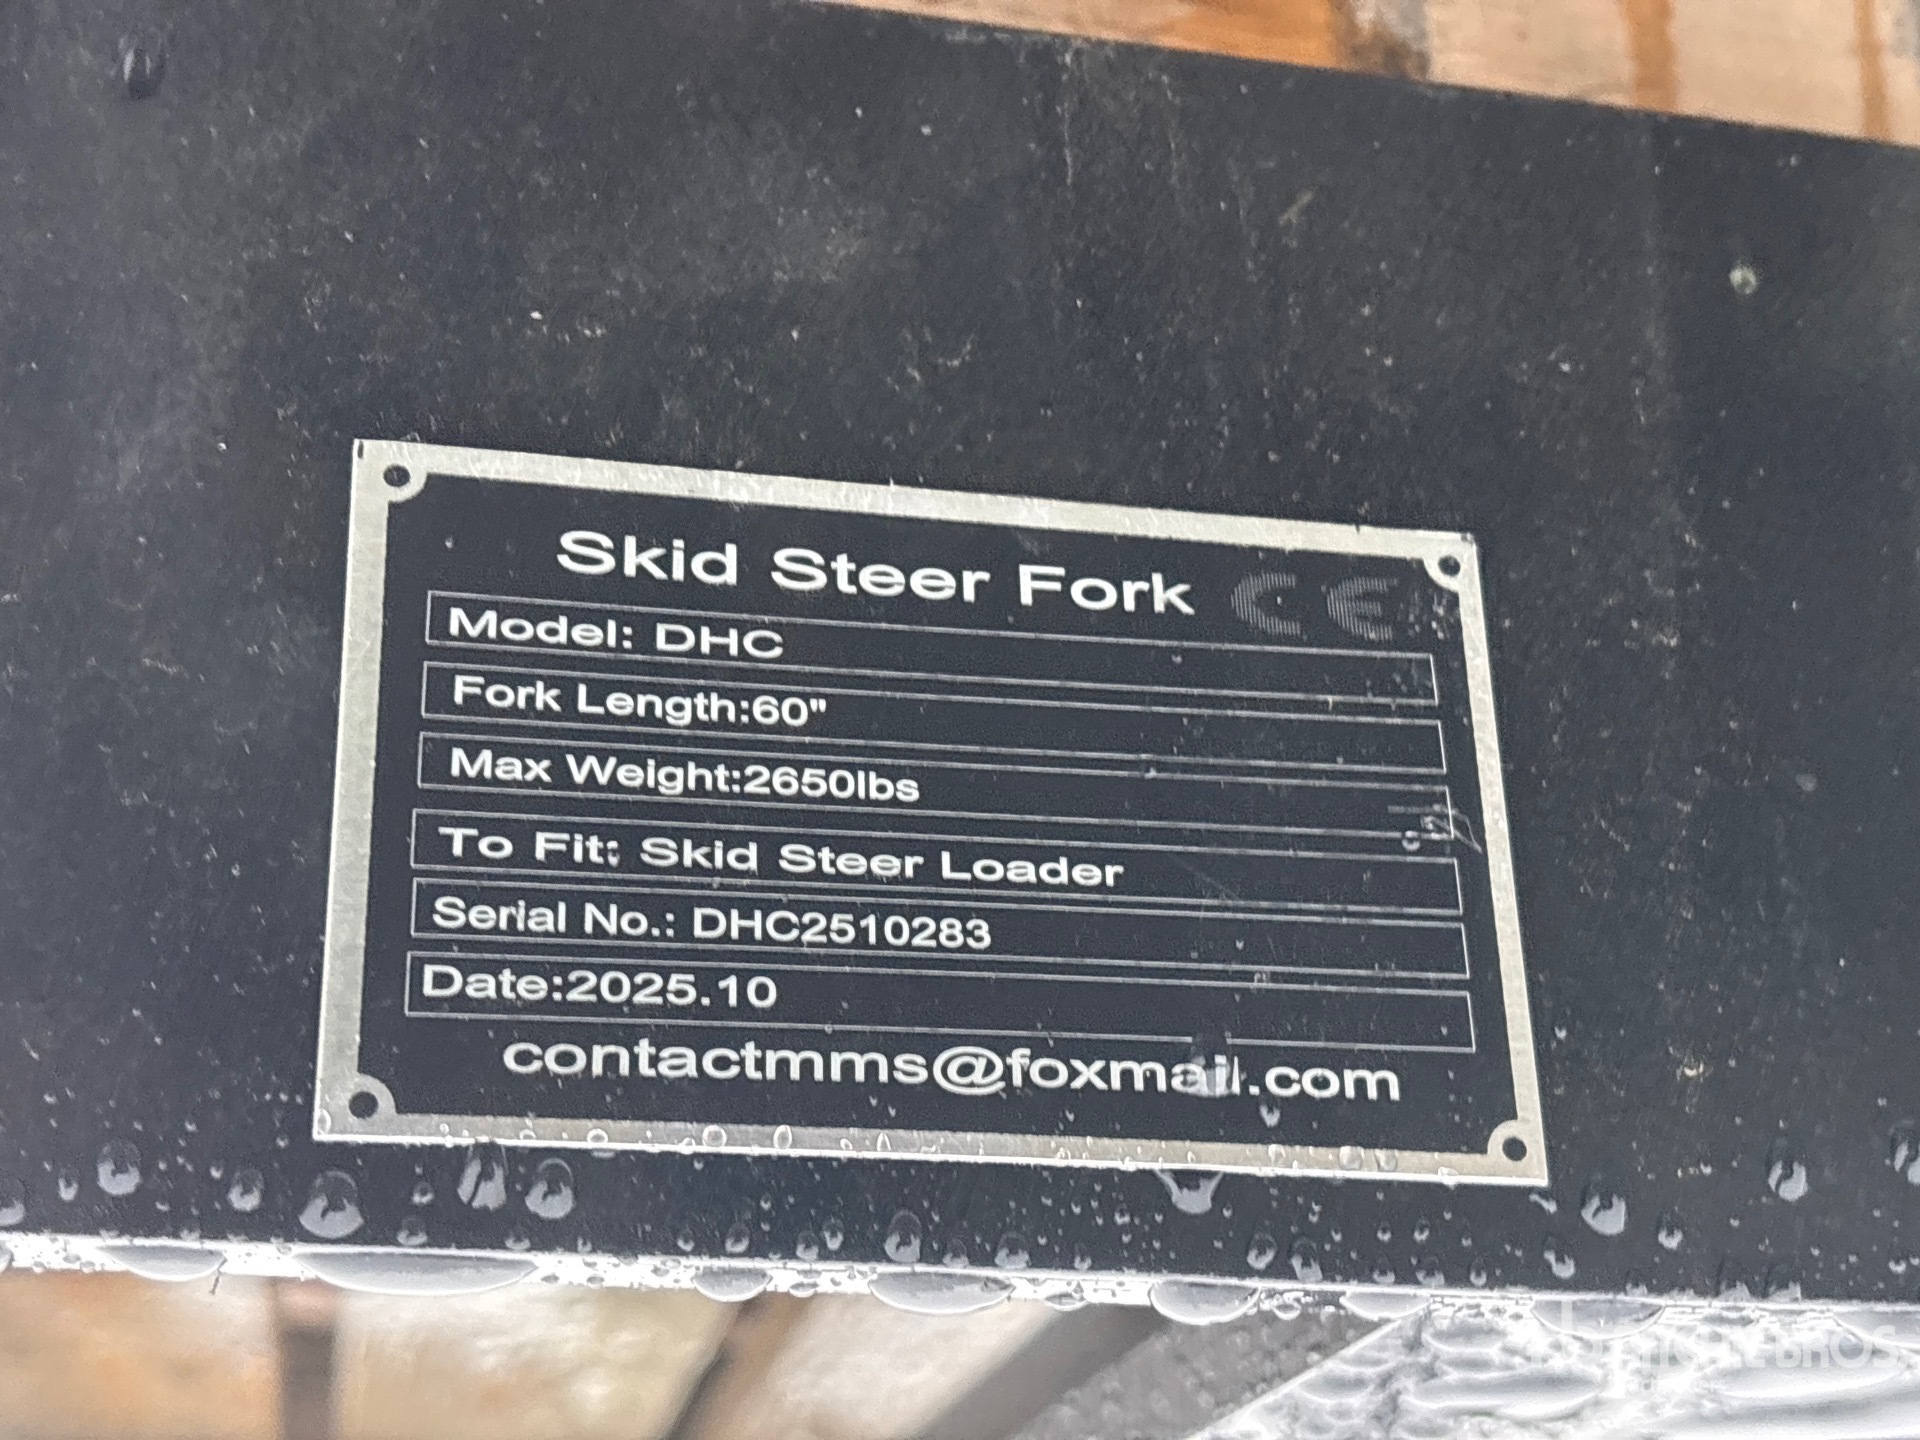 Skid Steer Fork CE
Model: DHC
Fork Length:60"
Max Weight:2650lbs
To Fit: Skid Steer Loader
Serial No.: DHC2510283
Date:2025.10
contactmms@foxmail.com